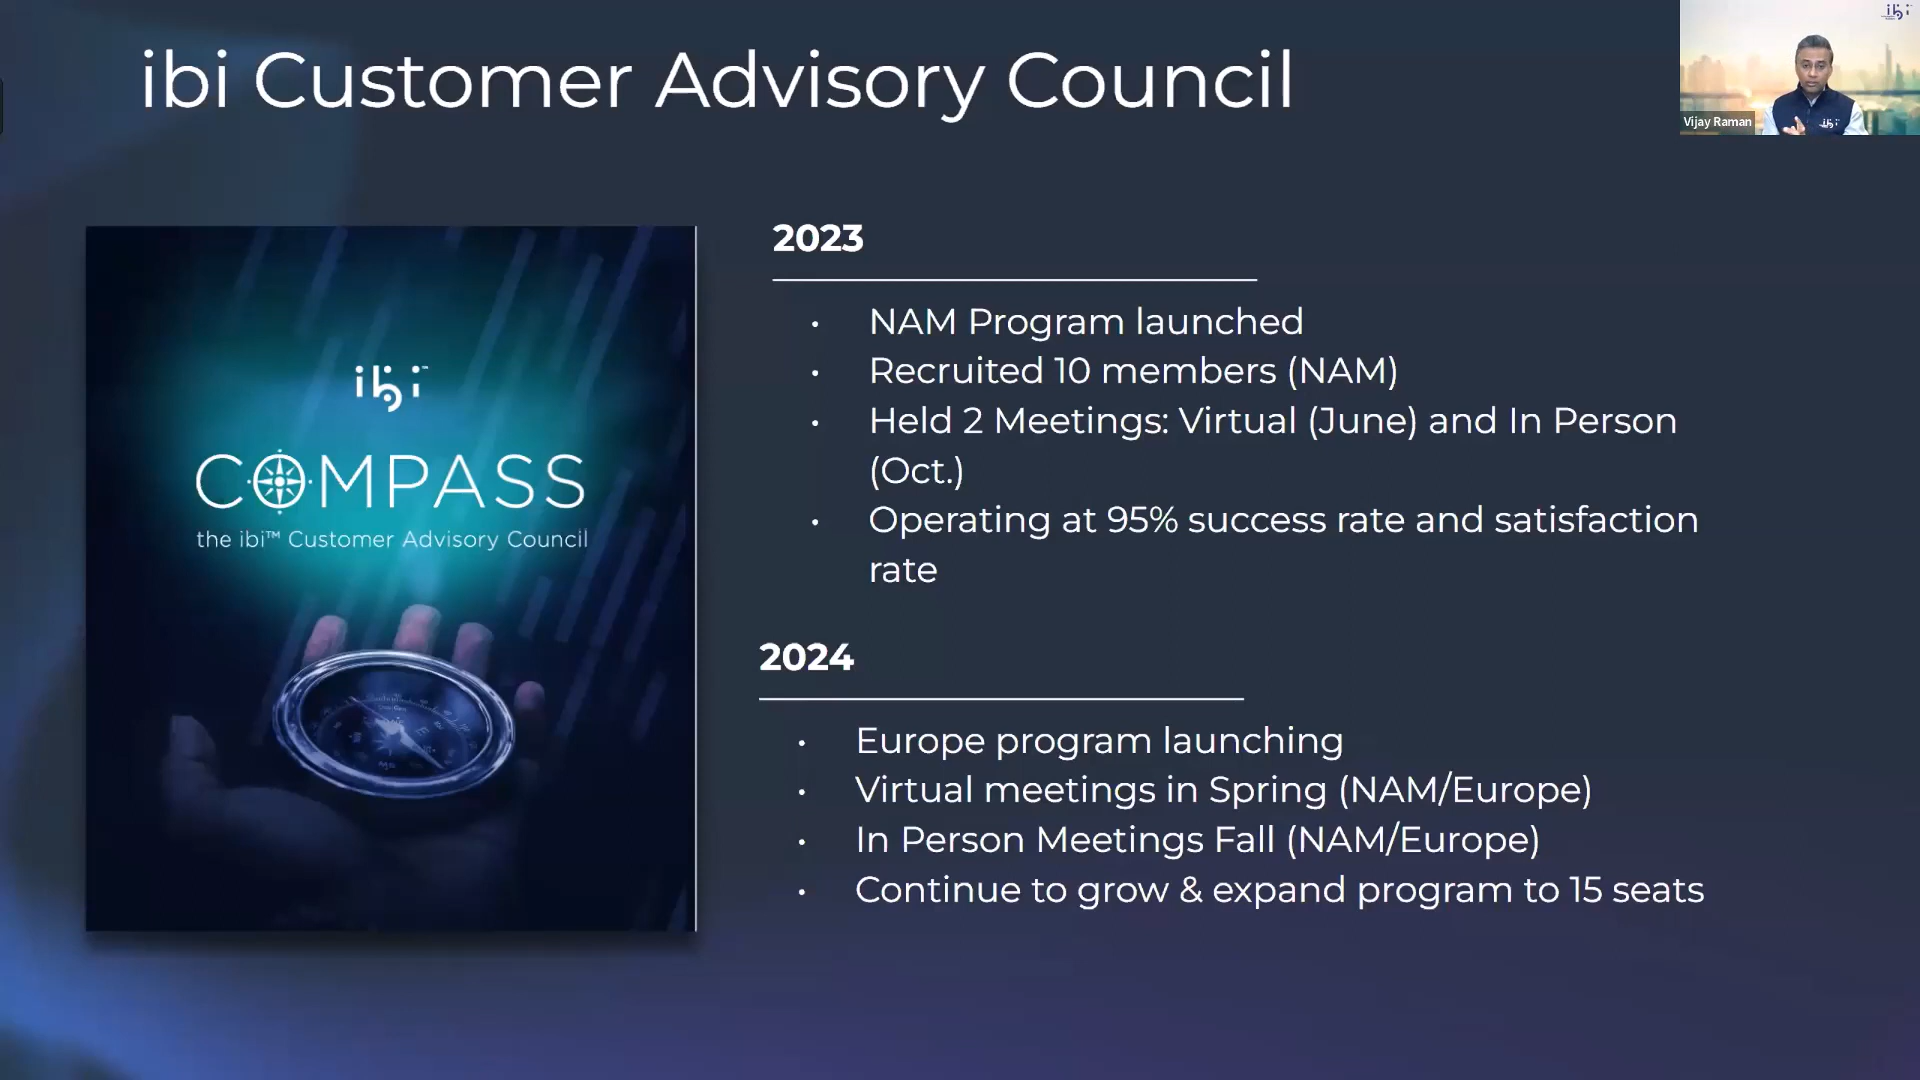 ibi Customer Advisory Council
ibi
Vijay Raman
ibi
ibi™
COMPASS
the ibi™ Customer Advisory Council
2023
• NAM Program launched
• Recruited 10 members (NAM)
• Held 2 Meetings: Virtual (June) and In Person
(Oct.)
• Operating at 95% success rate and satisfaction
rate
2024
• Europe program launching
• Virtual meetings in Spring (NAM/Europe)
• In Person Meetings Fall (NAM/Europe)
• Continue to grow & expand program to 15 seats